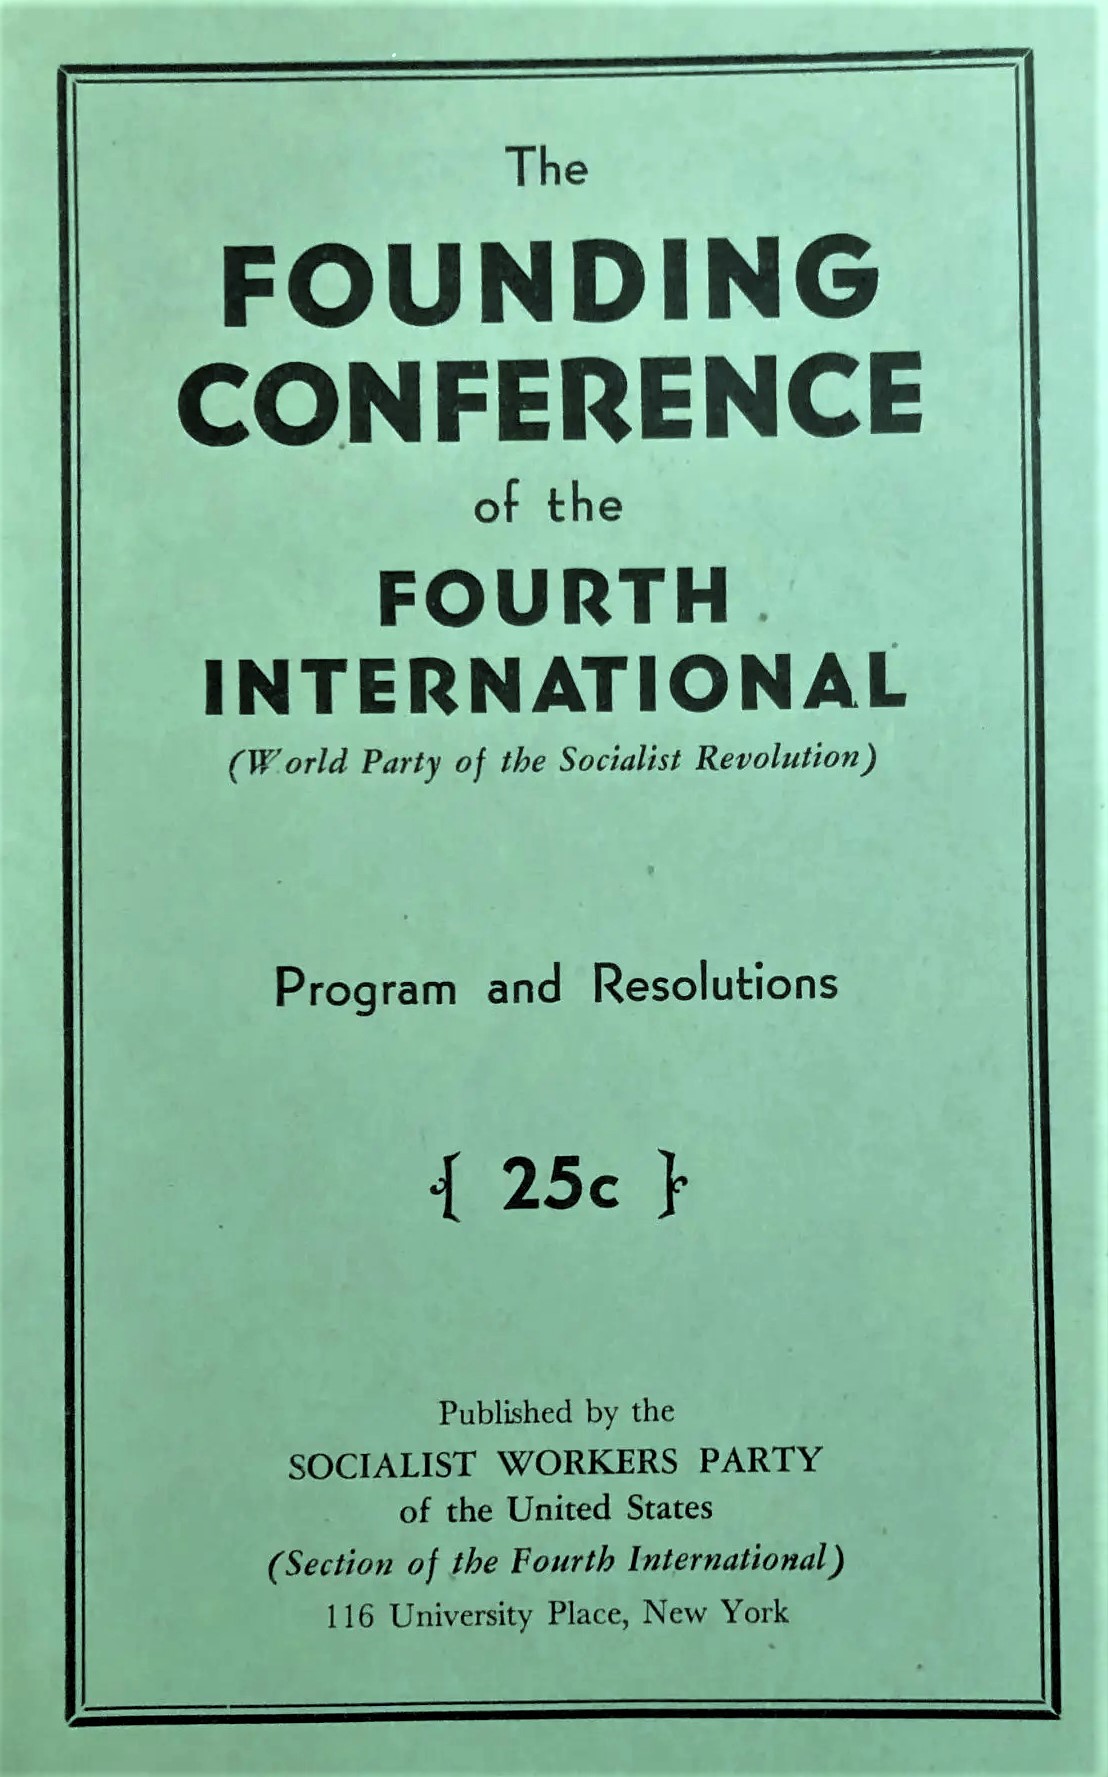 The
FOUNDING
CONFERENCE
of the
FOURTH
INTERNATIONAL
(World Party of the Socialist Revolution)
Program and Resolutions
{ 25c }
Published by the
SOCIALIST WORKERS PARTY
of the United States
(Section of the Fourth International)
116 University Place, New York